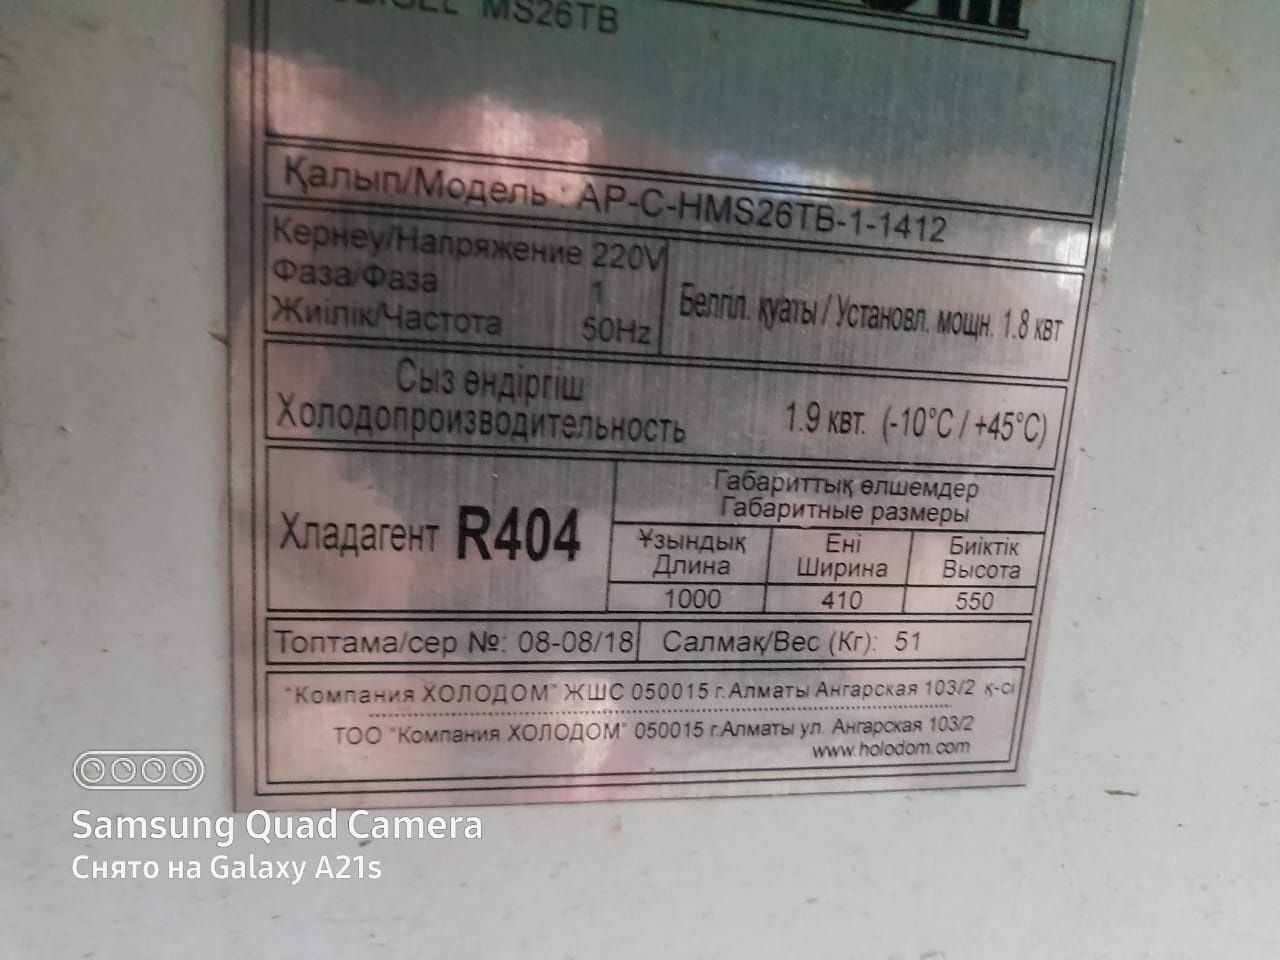 MS26TB
Қалып/Модель : AP-C-HMS26TB-1-1412
Кернеу/Напряжение 220V
Фаза/Фаза 1
Жиілік/Частота 50Hz
Белгіл. қуаты / Установл. мощн. 1.8 квт
Сыз өндіргіш
Холодопроизводительность 1.9 квт. (-10°C / +45°C)
Хладагент R404
Габариттық өлшемдер
Габаритные размеры
Ұзындық Ені Биіктік
Длина Ширина Высота
1000 410 550
Топтама/сер №: 08-08/18 Салмақ/Вес (Кг): 51
"Компания ХОЛОДОМ" ЖШС 050015 г.Алматы Ангарская 103/2 қ-сі
ТОО "Компания ХОЛОДОМ" 050015 г.Алматы ул. Ангарская 103/2
www.holodom.com
Samsung Quad Camera
Снято на Galaxy A21s